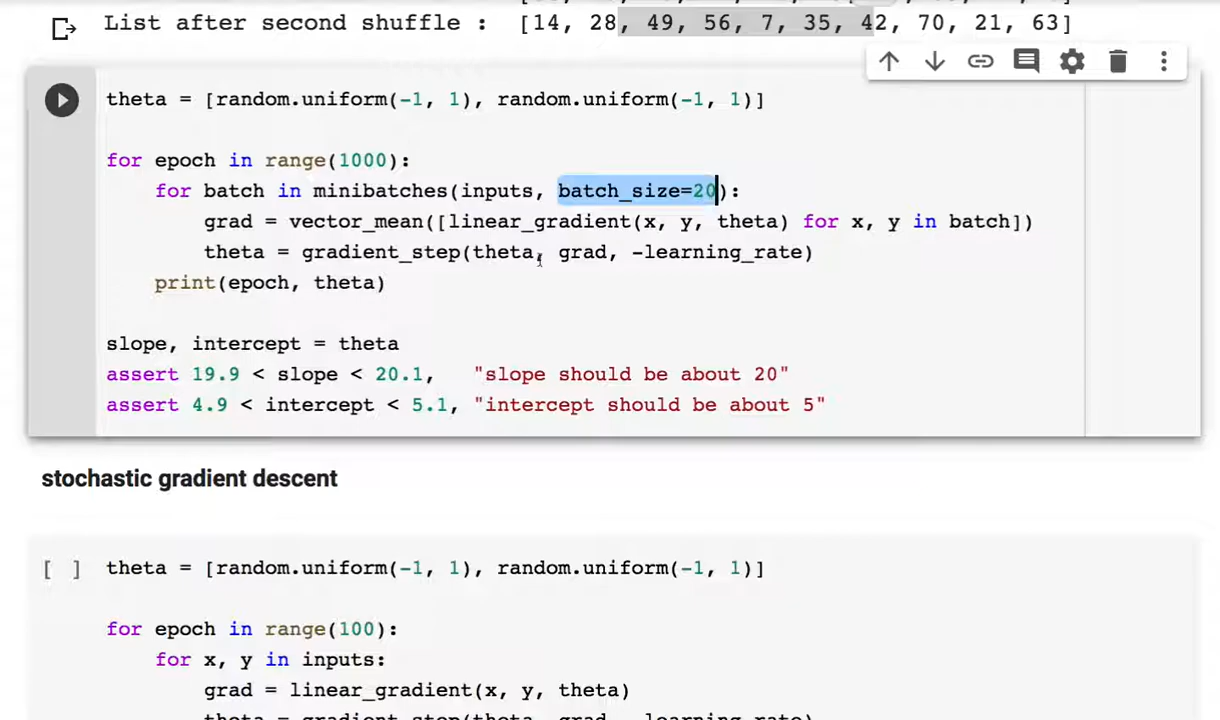 List after second shuffle :  [14, 28, 49, 56, 7, 35, 42, 70, 21, 63]
theta = [random.uniform(-1, 1), random.uniform(-1, 1)]
for epoch in range(1000):
for batch in minibatches(inputs, batch_size=20):
grad = vector_mean([linear_gradient(x, y, theta) for x, y in batch])
theta = gradient_step(theta, grad, -learning_rate)
print(epoch, theta)
slope, intercept = theta
assert 19.9 < slope < 20.1,   "slope should be about 20"
assert 4.9 < intercept < 5.1, "intercept should be about 5"
stochastic gradient descent
[ ] theta = [random.uniform(-1, 1), random.uniform(-1, 1)]
for epoch in range(100):
for x, y in inputs:
grad = linear_gradient(x, y, theta)
theta = gradient_step(theta, grad, -learning_rate)